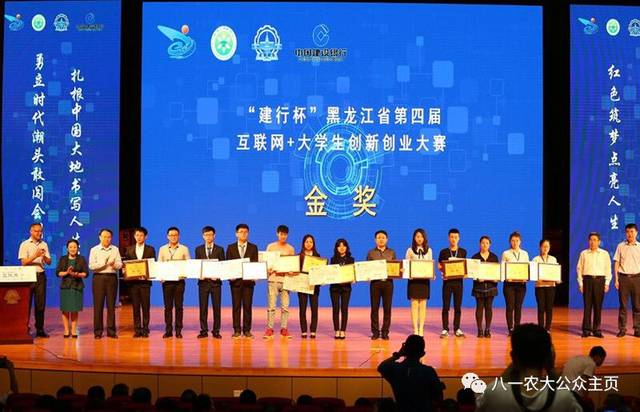 中国建设银行
“建行杯”黑龙江省第四届
互联网+大学生创新创业大赛
金奖
扎根中国大地书写人
勇立时代潮头敢闯会
红色筑梦点亮人生
八一农大公众主页